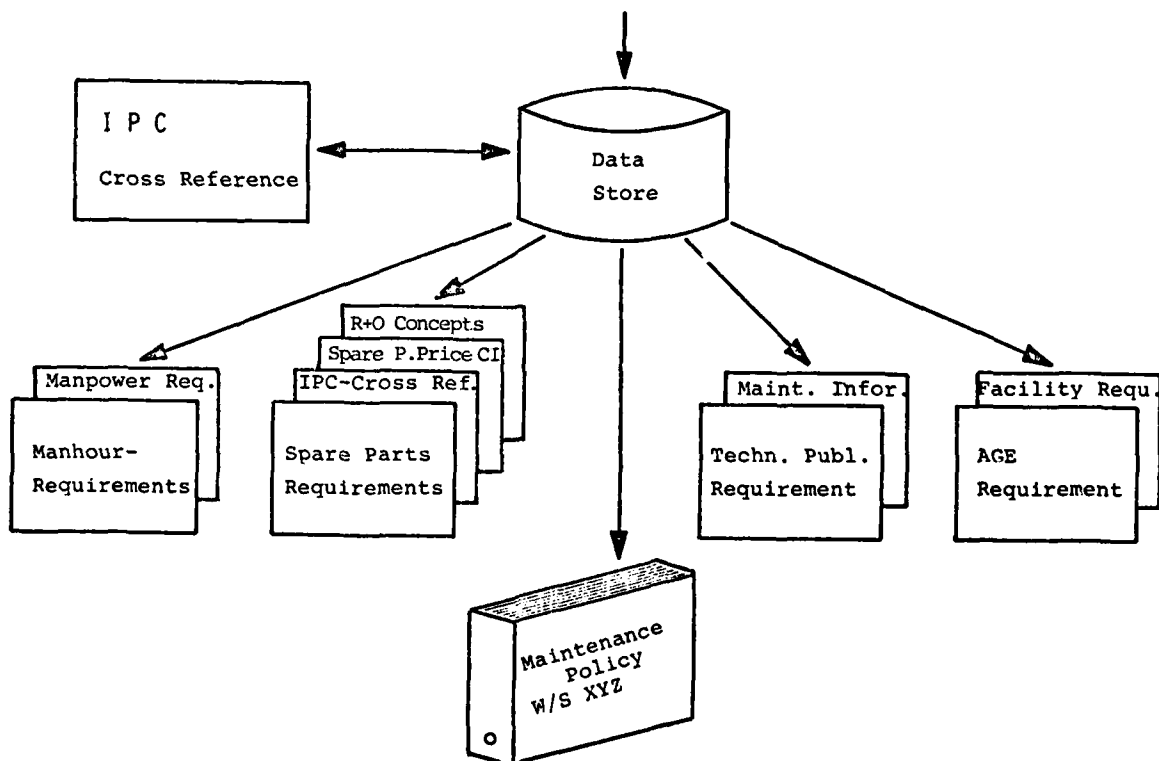 I P C
Cross Reference
Data
Store
R+O Concepts
Spare P.Price CI
IPC-Cross Ref.
Spare Parts
Requirements
Manpower Req.
Manhour-
Requirements
Maint. Infor.
Techn. Publ.
Requirement
Facility Requ.
AGE
Requirement
Maintenance
Policy
W/S XYZ